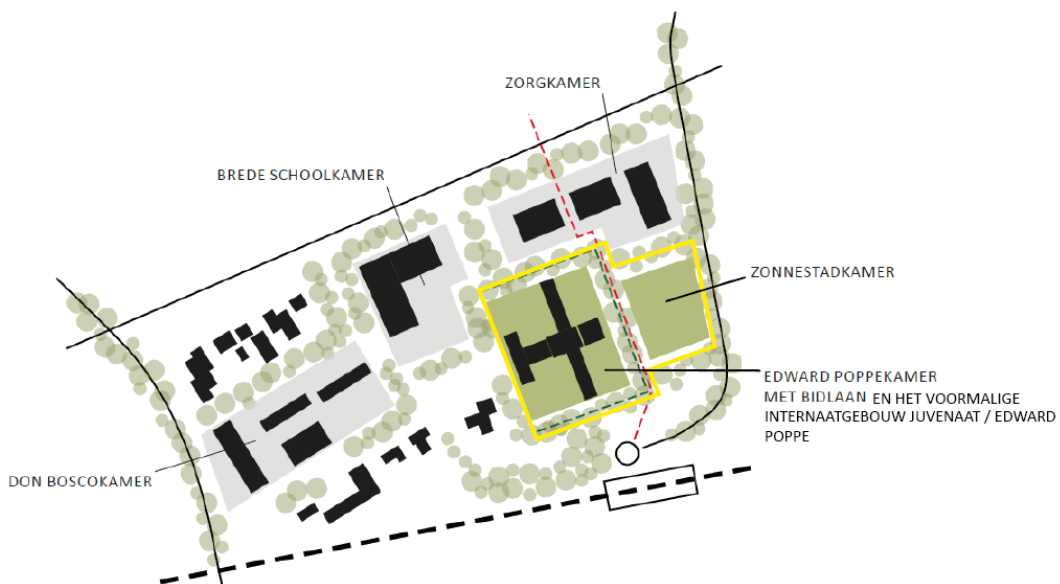 ZORGKAMER
BREDE SCHOOLKAMER
ZONNESTADKAMER
EDWARD POPPEKAMER
MET BIDLAAN EN HET VOORMALIGE
INTERNAATGEBOUW JUVENAAT / EDWARD
POPPE
DON BOSCOKAMER